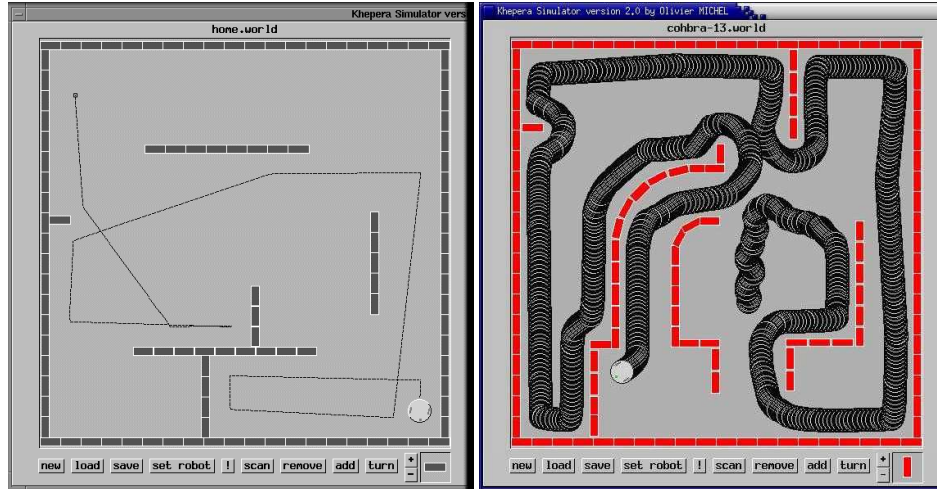 Khepera Simulator vers
home.world
new load save set robot ! scan remove add turn + -
Khepera Simulator version 2.0 by Olivier MICHEL
cohbra-13.world
new load save set robot ! scan remove add turn + -